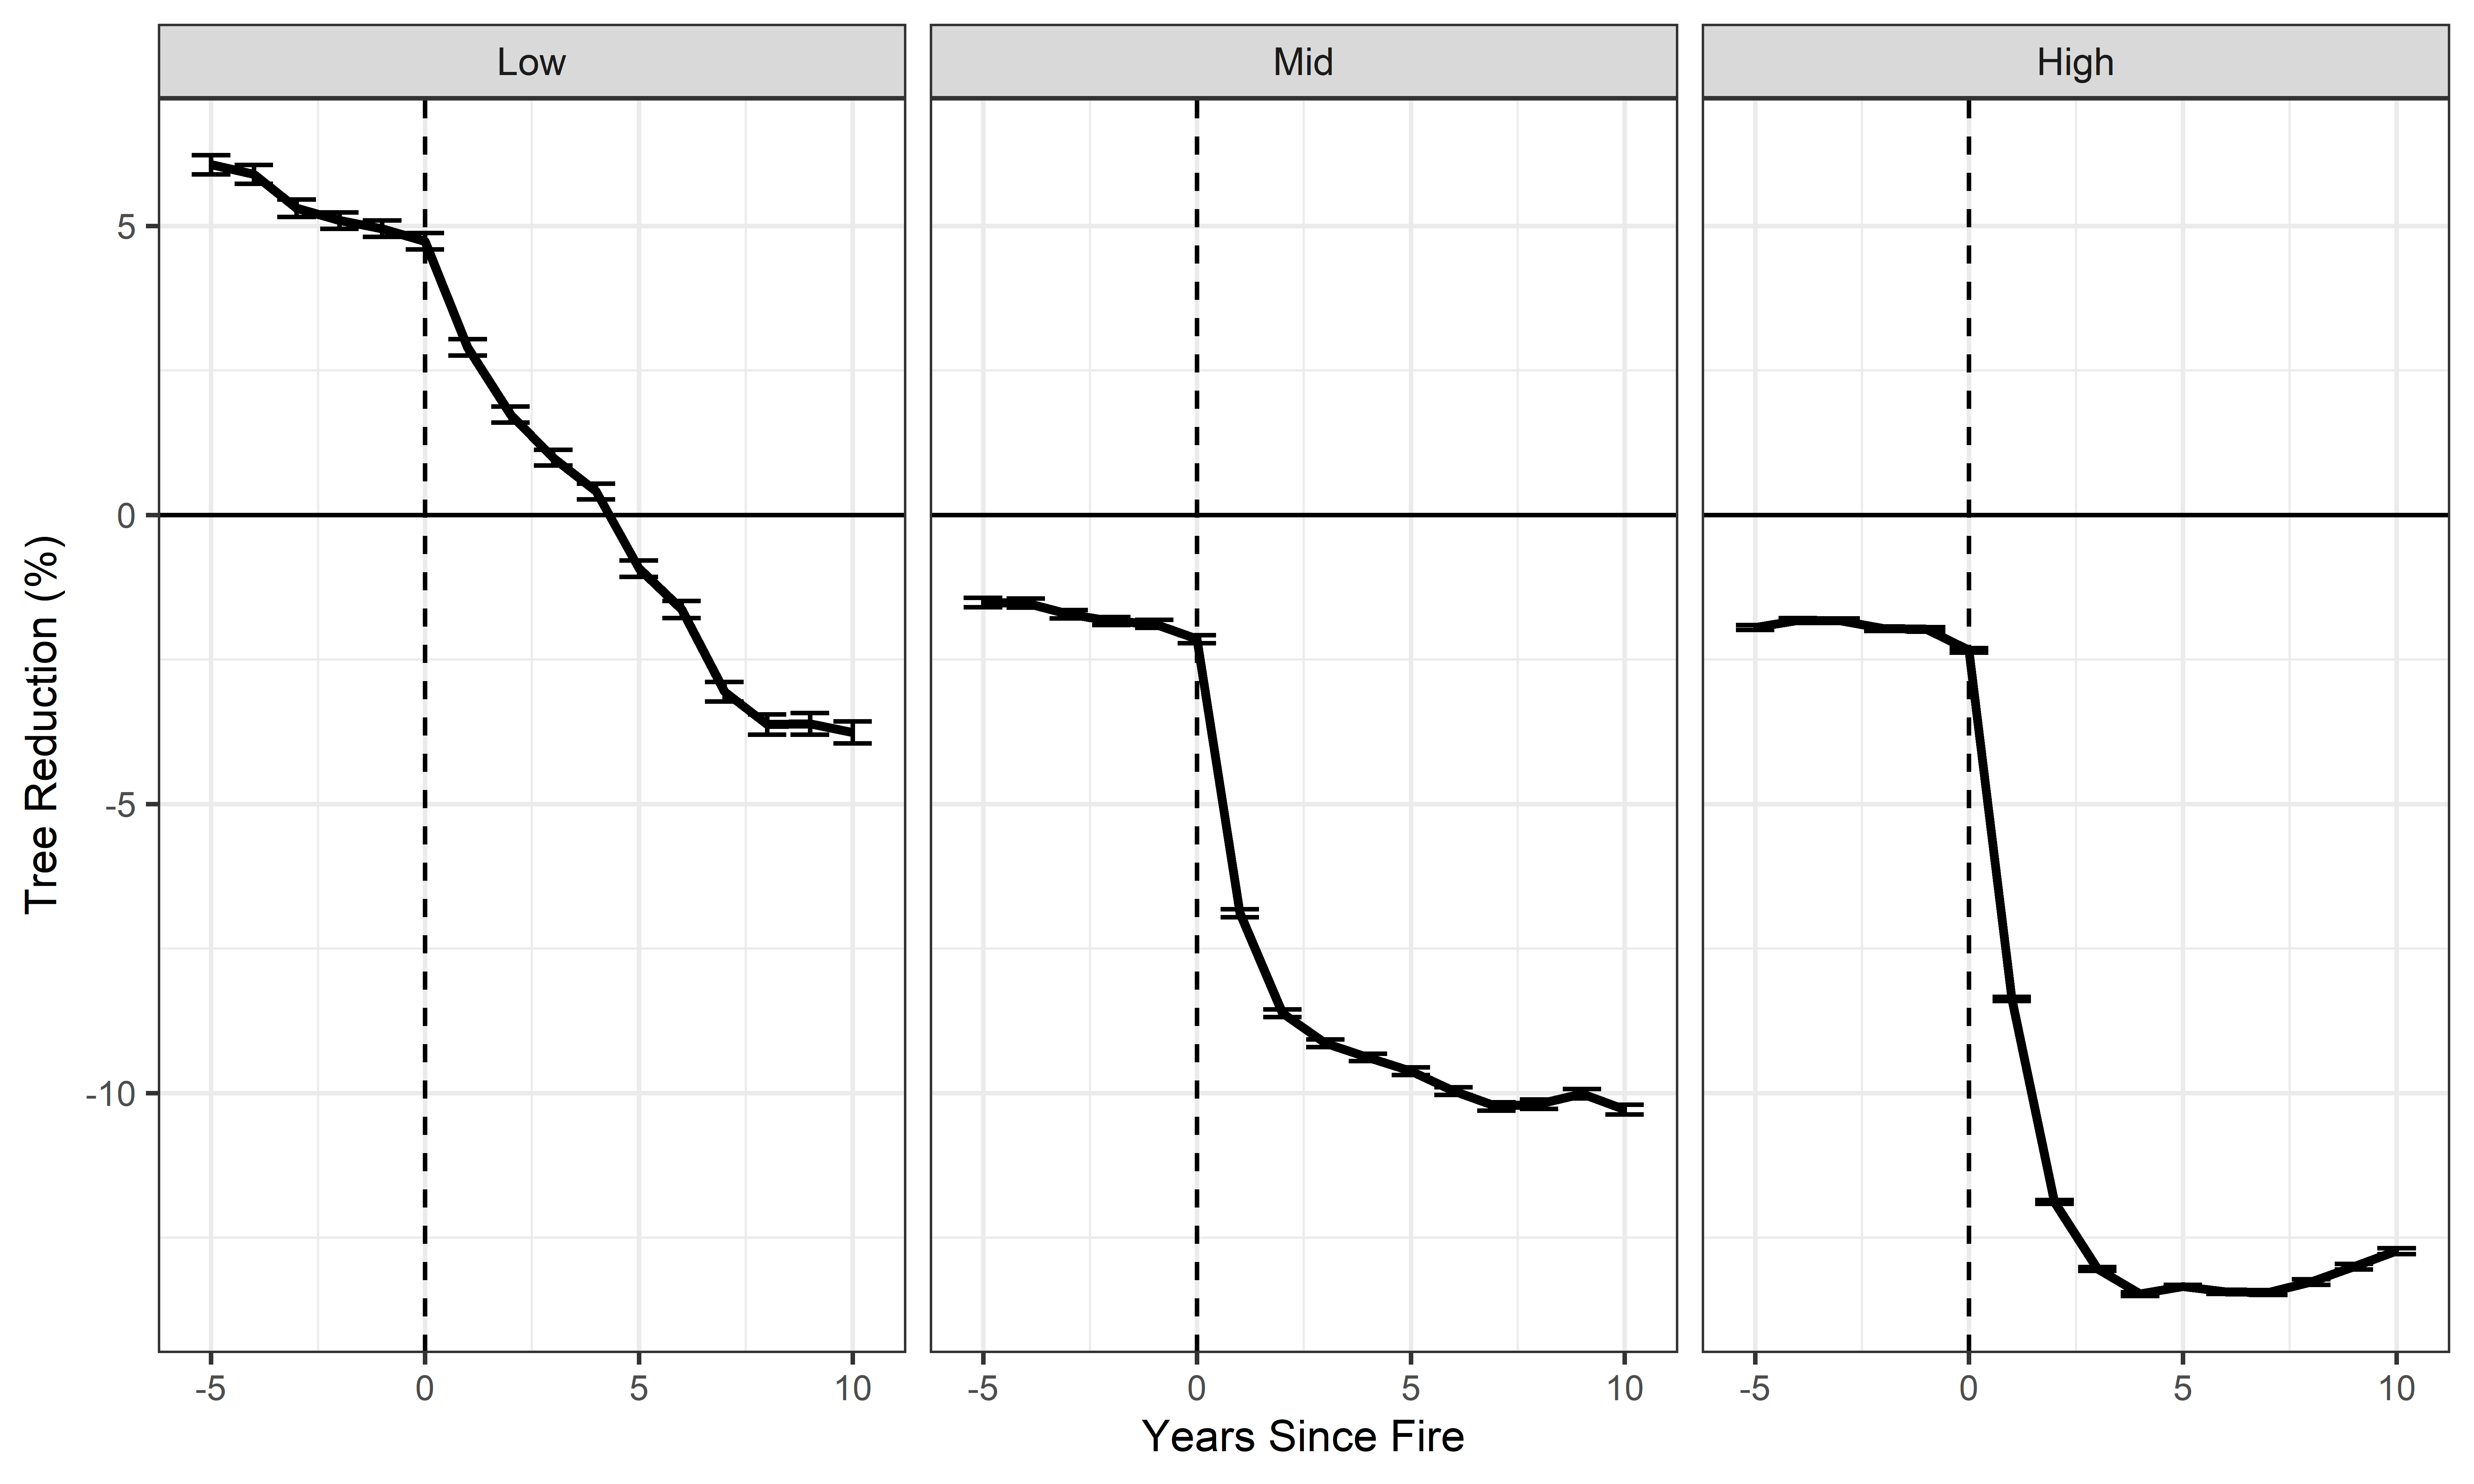 Low Mid High
Tree Reduction (%)
5
0
-5
-10
-5 0 5 10 -5 0 5 10 -5 0 5 10
Years Since Fire